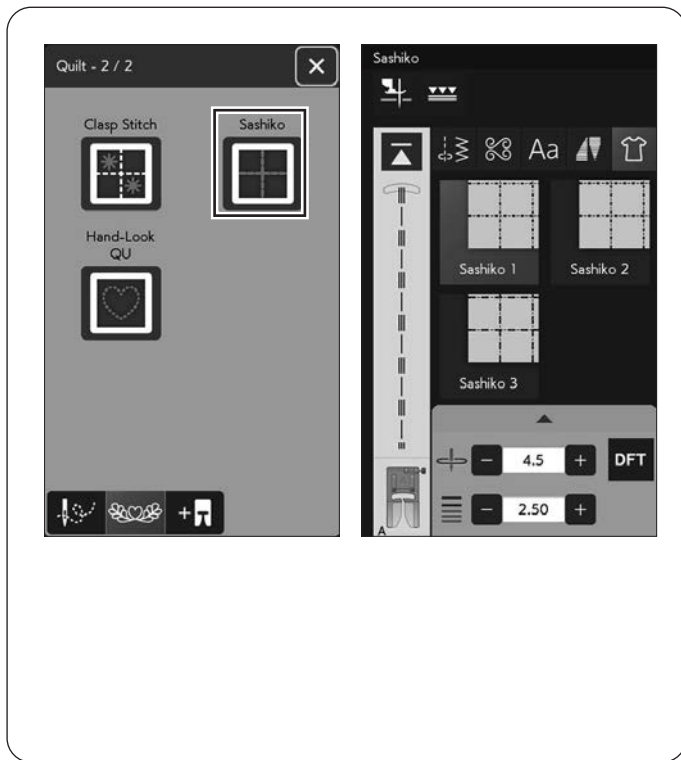 Quilt - 2 / 2
Clasp Stitch
Sashiko
Hand-Look
QU
Sashiko
Aa
Sashiko 1
Sashiko 2
Sashiko 3
4.5
DFT
2.50
A